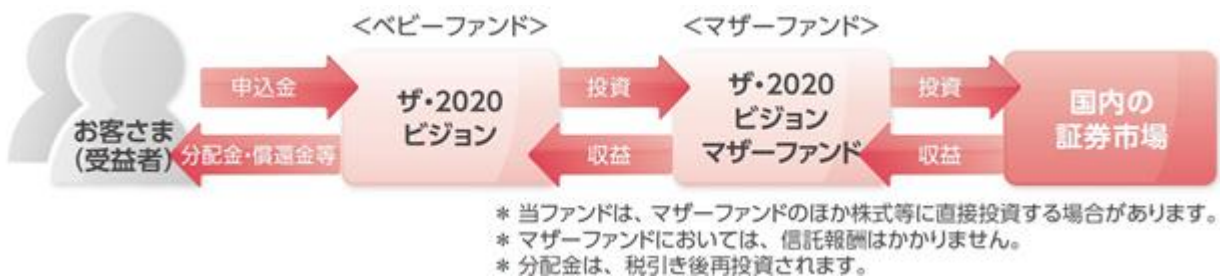 <ベビーファンド>
<マザーファンド>
お客さま
(受益者)
申込金
分配金・償還金等
ザ・2020
ビジョン
投資
収益
ザ・2020
ビジョン
マザーファンド
投資
収益
国内の
証券市場
* 当ファンドは、マザーファンドのほか株式等に直接投資する場合があります。
* マザーファンドにおいては、信託報酬はかかりません。
* 分配金は、税引き後再投資されます。